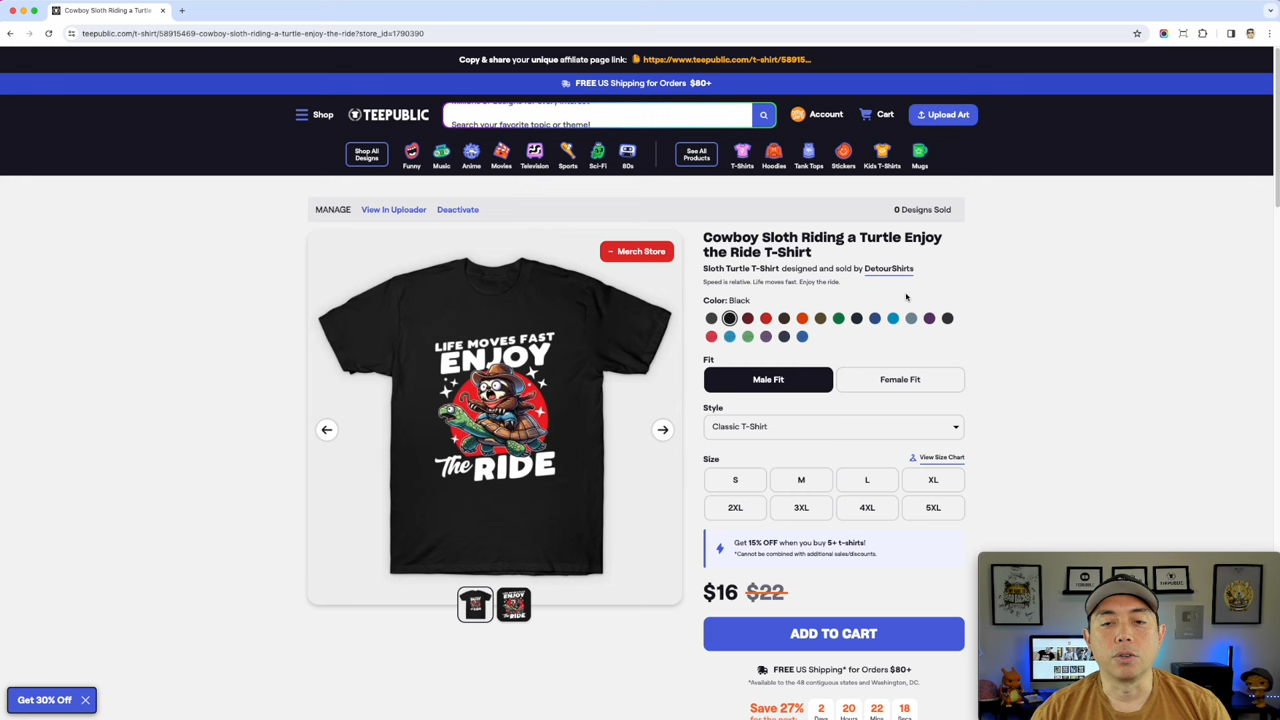 Cowboy Sloth Riding a Turtle
teepublic.com/t-shirt/58915469-cowboy-sloth-riding-a-turtle-enjoy-the-ride?store_id=1790390
Copy & share your unique affiliate page link: https://www.teepublic.com/t-shirt/58915...
FREE US Shipping for Orders $80+
Shop
TEEPUBLIC
Search your favorite topic or theme!
Account
Cart
Upload Art
Shop All
Designs
Funny
Music
Anime
Movies
Television
Sports
Sci-Fi
80s
See All
Products
T-Shirts
Hoodies
Tank Tops
Stickers
Kids T-Shirts
Mugs
MANAGE
View In Uploader
Deactivate
0 Designs Sold
Merch Store
LIFE MOVES FAST
ENJOY
The RIDE
Cowboy Sloth Riding a Turtle Enjoy
the Ride T-Shirt
Sloth Turtle T-Shirt designed and sold by DetourShirts
Speed is relative. Life moves fast. Enjoy the ride.
Color: Black
Fit
Male Fit
Female Fit
Style
Classic T-Shirt
Size
View Size Chart
S
M
L
XL
2XL
3XL
4XL
5XL
Get 15% OFF when you buy 5+ t-shirts!
*Cannot be combined with additional sales/discounts.
$16 $22
ADD TO CART
FREE US Shipping* for Orders $80+
*Available to the 48 contiguous states and Washington, DC.
Save 27%
for the next:
2
Days
20
Hours
22
Mins
18
Secs
Get 30% Off
TEEPUBLIC